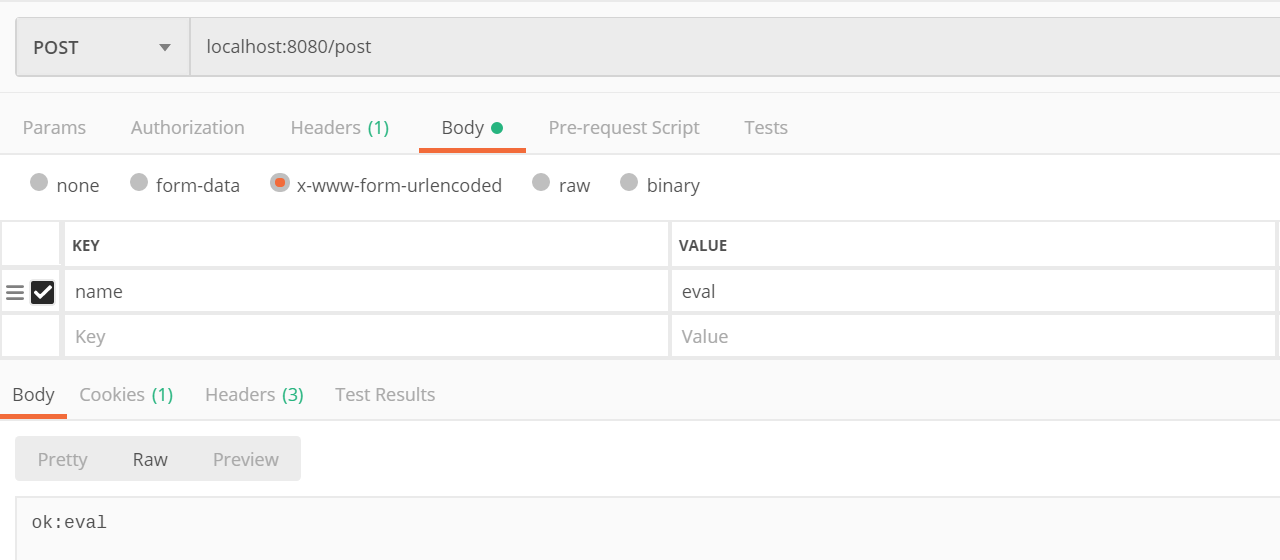 POST localhost:8080/post
Params Authorization Headers (1) Body Pre-request Script Tests
none form-data x-www-form-urlencoded raw binary
KEY VALUE
name eval
Key Value
Body Cookies (1) Headers (3) Test Results
Pretty Raw Preview
ok:eval